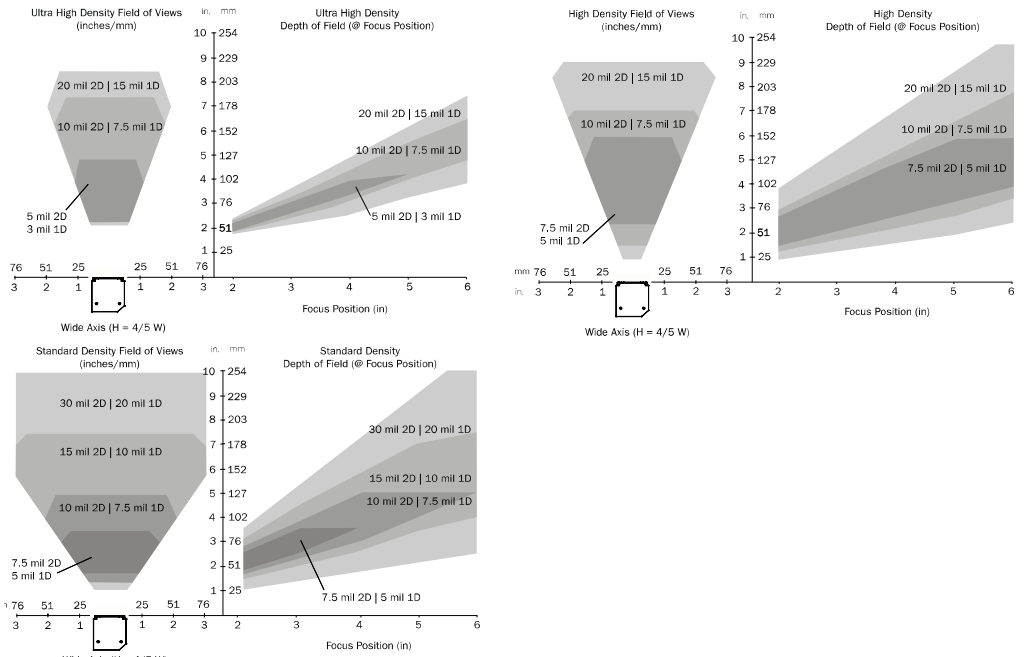 Ultra High Density Field of Views
(inches/mm)
in. mm
Ultra High Density
Depth of Field (@ Focus Position)
10 254
9 229
8 203
7 178
6 152
5 127
4 102
3 76
2 51
1 25
20 mil 2D | 15 mil 1D
10 mil 2D | 7.5 mil 1D
5 mil 2D
3 mil 1D
20 mil 2D | 15 mil 1D
10 mil 2D | 7.5 mil 1D
5 mil 2D | 3 mil 1D
76 51 25 25 51 76
3 2 1 1 2 3
2 3 4 5 6
Focus Position (in)
Wide Axis (H = 4/5 W)
High Density Field of Views
(inches/mm)
in. mm
High Density
Depth of Field (@ Focus Position)
10 254
9 229
8 203
7 178
6 152
5 127
4 102
3 76
2 51
1 25
20 mil 2D | 15 mil 1D
10 mil 2D | 7.5 mil 1D
7.5 mil 2D
5 mil 1D
20 mil 2D | 15 mil 1D
10 mil 2D | 7.5 mil 1D
7.5 mil 2D | 5 mil 1D
mm 76 51 25 25 51 76
in. 3 2 1 1 2 3
2 3 4 5 6
Focus Position (in)
Wide Axis (H = 4/5 W)
Standard Density Field of Views
(inches/mm)
in. mm
Standard Density
Depth of Field (@ Focus Position)
10 254
9 229
8 203
7 178
6 152
5 127
4 102
3 76
2 51
1 25
30 mil 2D | 20 mil 1D
15 mil 2D | 10 mil 1D
10 mil 2D | 7.5 mil 1D
7.5 mil 2D
5 mil 1D
30 mil 2D | 20 mil 1D
15 mil 2D | 10 mil 1D
10 mil 2D | 7.5 mil 1D
7.5 mil 2D | 5 mil 1D
76 51 25 25 51 76
3 2 1 1 2 3
2 3 4 5 6
Focus Position (in)